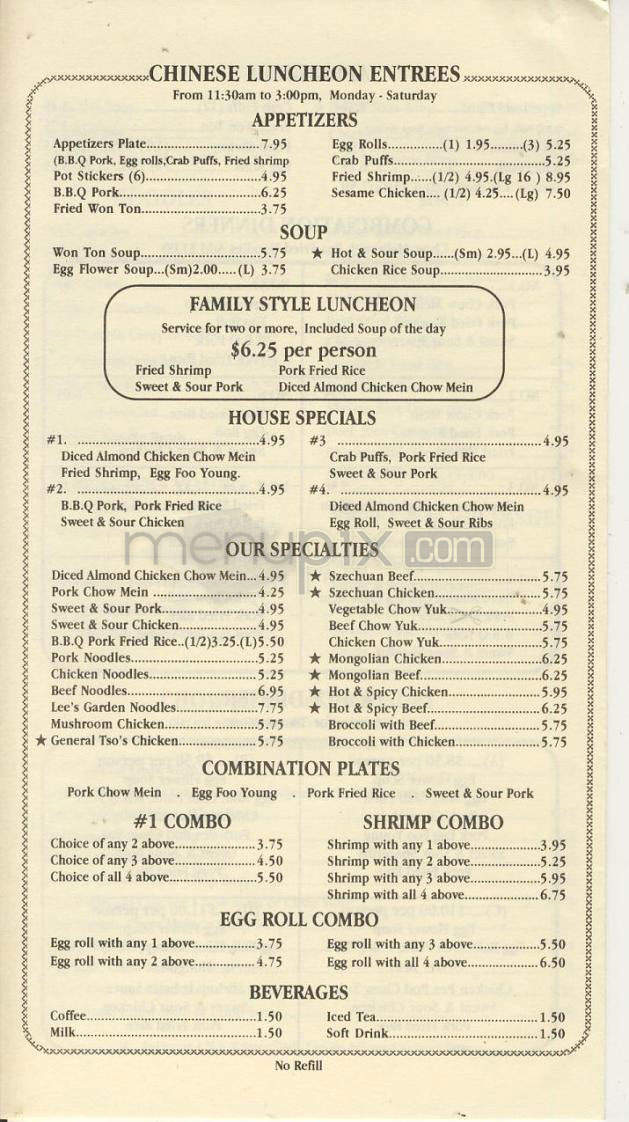 CHINESE LUNCHEON ENTREES
From 11:30am to 3:00pm, Monday - Saturday
APPETIZERS
Appetizers Plate..............................7.95
(B.B.Q Pork, Egg rolls,Crab Puffs, Fried shrimp
Pot Stickers (6)..............................4.95
B.B.Q Pork.....................................6.25
Fried Won Ton...............................3.75
Egg Rolls..............(1) 1.95.........(3) 5.25
Crab Puffs........................................5.25
Fried Shrimp......(1/2) 4.95.(Lg 16 ) 8.95
Sesame Chicken.... (1/2) 4.25....(Lg) 7.50
SOUP
Won Ton Soup...............................5.75
Egg Flower Soup...(Sm)2.00.....(L) 3.75
★ Hot & Sour Soup......(Sm) 2.95...(L) 4.95
Chicken Rice Soup...........................3.95
FAMILY STYLE LUNCHEON
Service for two or more, Included Soup of the day
$6.25 per person
Fried Shrimp Pork Fried Rice
Sweet & Sour Pork Diced Almond Chicken Chow Mein
HOUSE SPECIALS
#1. ................................................4.95
Diced Almond Chicken Chow Mein
Fried Shrimp, Egg Foo Young.
#2. ................................................4.95
B.B.Q Pork, Pork Fried Rice
Sweet & Sour Chicken
#3 ......................................................4.95
Crab Puffs, Pork Fried Rice
Sweet & Sour Pork
#4. .....................................................4.95
Diced Almond Chicken Chow Mein
Egg Roll, Sweet & Sour Ribs
menupix.com
OUR SPECIALTIES
Diced Almond Chicken Chow Mein...4.95
Pork Chow Mein ............................4.25
Sweet & Sour Pork..........................4.95
Sweet & Sour Chicken.....................4.95
B.B.Q Pork Fried Rice..(1/2)3.25.(L)5.50
Pork Noodles..................................5.25
Chicken Noodles.............................5.25
Beef Noodles...................................6.95
Lee's Garden Noodles......................7.75
Mushroom Chicken.........................5.75
★ General Tso's Chicken.....................5.75
★ Szechuan Beef..................................5.75
★ Szechuan Chicken............................5.75
Vegetable Chow Yuk.........................4.95
Beef Chow Yuk.................................5.75
Chicken Chow Yuk...........................5.75
★ Mongolian Chicken..........................6.25
★ Mongolian Beef................................6.25
★ Hot & Spicy Chicken........................5.95
★ Hot & Spicy Beef..............................6.25
Broccoli with Beef............................5.75
Broccoli with Chicken......................5.75
COMBINATION PLATES
Pork Chow Mein . Egg Foo Young . Pork Fried Rice . Sweet & Sour Pork
#1 COMBO
Choice of any 2 above.....................3.75
Choice of any 3 above.....................4.50
Choice of all 4 above.......................5.50
SHRIMP COMBO
Shrimp with any 1 above..................3.95
Shrimp with any 2 above..................5.25
Shrimp with any 3 above..................5.95
Shrimp with all 4 above....................6.75
EGG ROLL COMBO
Egg roll with any 1 above................3.75
Egg roll with any 2 above................4.75
Egg roll with any 3 above.................5.50
Egg roll with all 4 above...................6.50
BEVERAGES
Coffee..............................................1.50
Milk.................................................1.50
Iced Tea............................................1.50
Soft Drink........................................1.50
No Refill